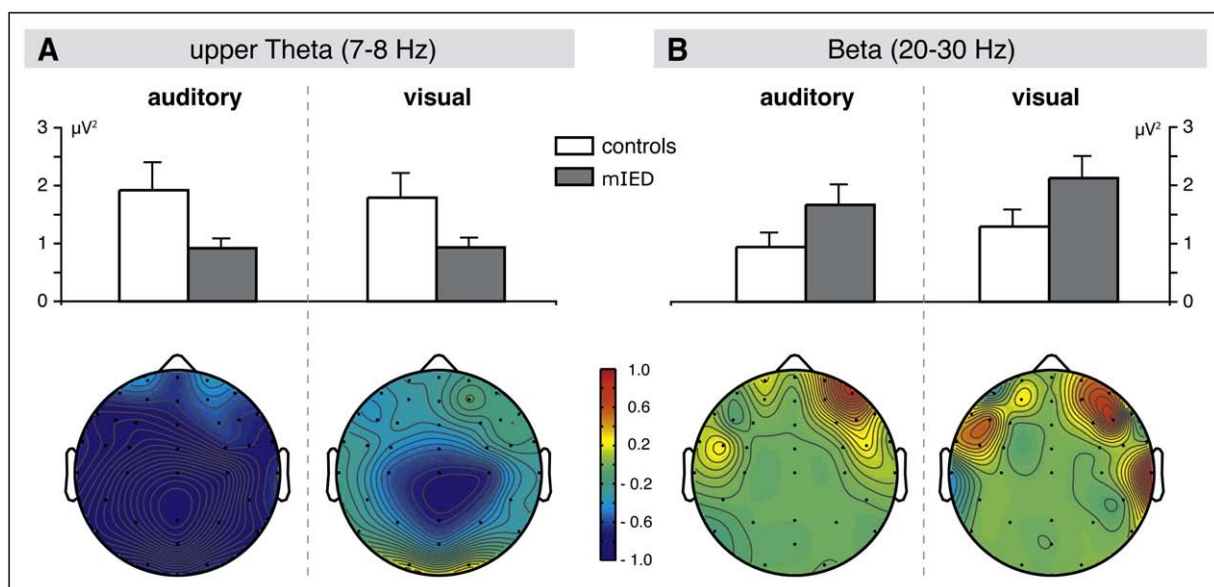 A upper Theta (7-8 Hz) B Beta (20-30 Hz)
auditory visual auditory visual
3 µV² µV² 3
controls
mIED
2 2
1 1
0 0
1.0
0.6
0.2
- 0.2
- 0.6
- 1.0